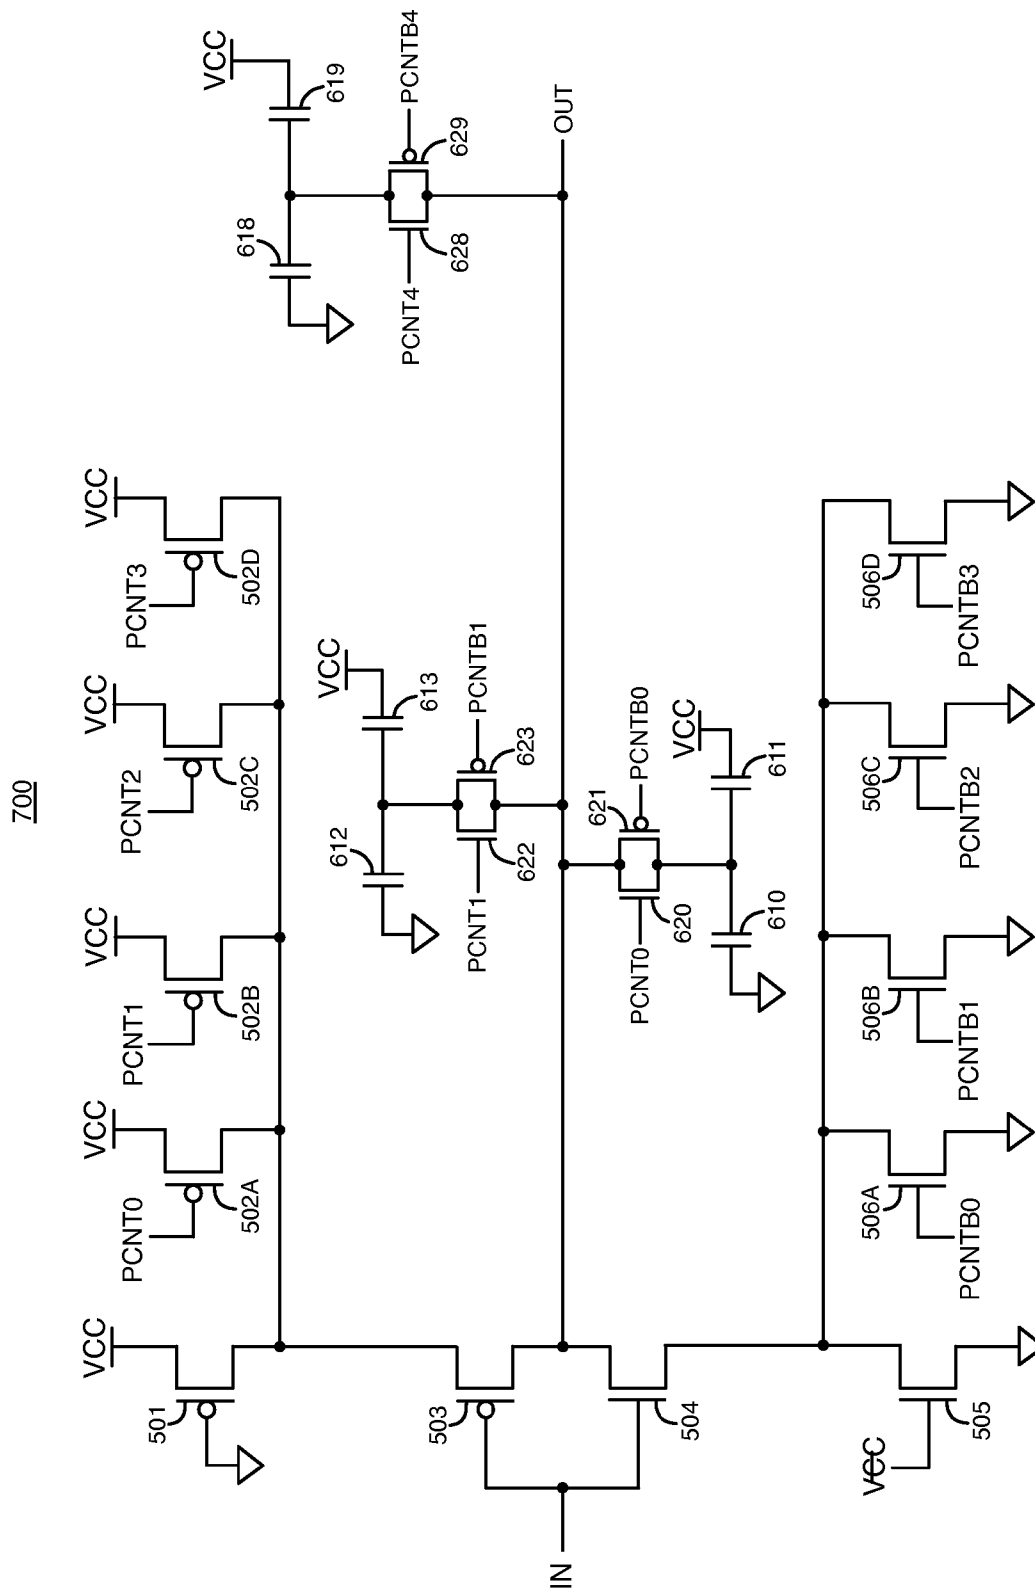 700
VCC
VCC
VCC
VCC
VCC
PCNT0
PCNT1
PCNT2
PCNT3
501
502A
502B
502C
502D
VCC
618
619
PCNT4
PCNTB4
628
629
VCC
612
613
PCNT1
PCNTB1
622
623
503
IN
OUT
504
621
PCNT0
PCNTB0
620
VCC
610
611
VCC
505
506A
506B
506C
506D
PCNTB0
PCNTB1
PCNTB2
PCNTB3